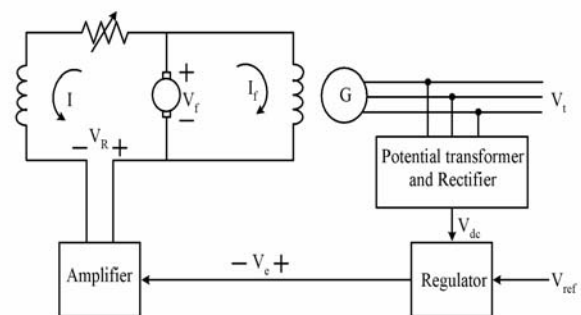 +
I
V_f
I_f
−
− V_R +
G
V_t
Potential transformer
and Rectifier
V_dc
Amplifier
− V_e +
Regulator
V_ref